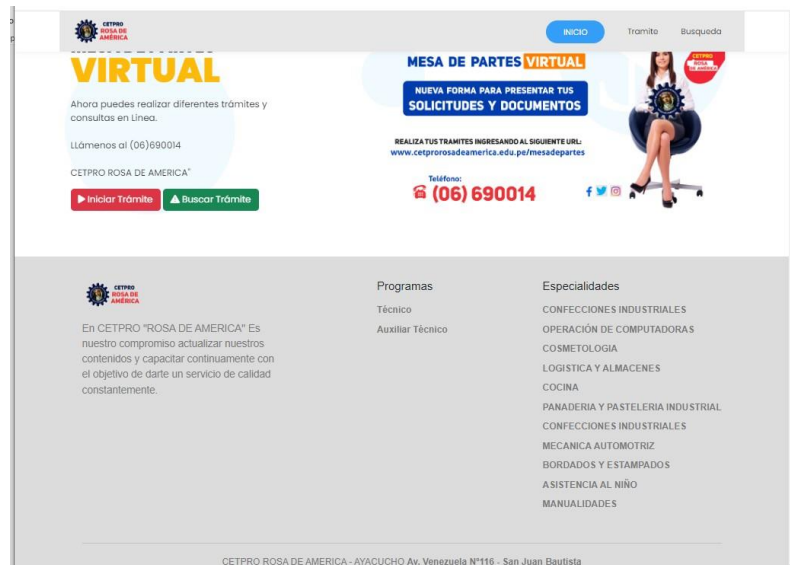 CETPRO
ROSA DE
AMÉRICA
INICIO
Tramite
Busqueda
VIRTUAL
Ahora puedes realizar diferentes trámites y
consultas en Linea.
LLámenos al (06)690014
CETPRO ROSA DE AMERICA"
Iniciar Trámite
Buscar Trámite
MESA DE PARTES VIRTUAL
NUEVA FORMA PARA PRESENTAR TUS
SOLICITUDES Y DOCUMENTOS
REALIZA TUS TRAMITES INGRESANDO AL SIGUIENTE URL:
www.cetprorosadeamerica.edu.pe/mesadepartes
Teléfono:
(06) 690014
CETPRO
ROSA
DE AMÉRICA
CETPRO
ROSA DE
AMÉRICA
En CETPRO "ROSA DE AMERICA" Es
nuestro compromiso actualizar nuestros
contenidos y capacitar continuamente con
el objetivo de darte un servicio de calidad
constantemente.
Programas
Técnico
Auxiliar Técnico
Especialidades
CONFECCIONES INDUSTRIALES
OPERACIÓN DE COMPUTADORAS
COSMETOLOGIA
LOGISTICA Y ALMACENES
COCINA
PANADERIA Y PASTELERIA INDUSTRIAL
CONFECCIONES INDUSTRIALES
MECANICA AUTOMOTRIZ
BORDADOS Y ESTAMPADOS
ASISTENCIA AL NIÑO
MANUALIDADES
CETPRO ROSA DE AMERICA - AYACUCHO Av. Venezuela N°116 - San Juan Bautista